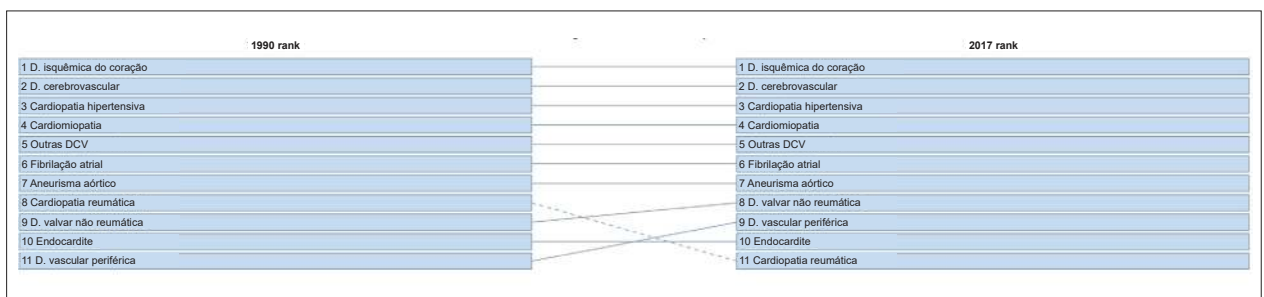 1990 rank
1 D. isquêmica do coração
2 D. cerebrovascular
3 Cardiopatia hipertensiva
4 Cardiomiopatia
5 Outras DCV
6 Fibrilação atrial
7 Aneurisma aórtico
8 Cardiopatia reumática
9 D. valvar não reumática
10 Endocardite
11 D. vascular periférica
2017 rank
1 D. isquêmica do coração
2 D. cerebrovascular
3 Cardiopatia hipertensiva
4 Cardiomiopatia
5 Outras DCV
6 Fibrilação atrial
7 Aneurisma aórtico
8 D. valvar não reumática
9 D. vascular periférica
10 Endocardite
11 Cardiopatia reumática